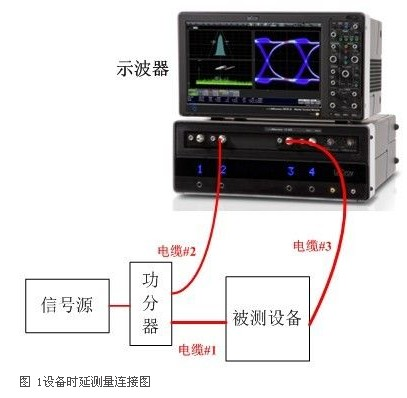 示波器
1 2 3 4
电缆#2
电缆#3
信号源
功分器
被测设备
电缆#1
图 1设备时延测量连接图